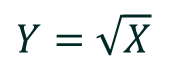 Y = √X